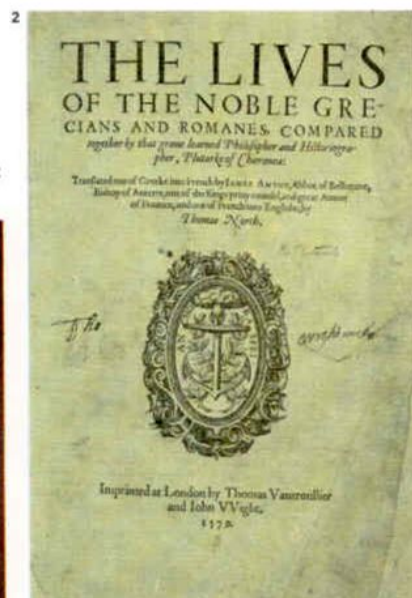 2
THE LIVES
OF THE NOBLE GRE-
CIANS AND ROMANES, COMPARED
together by that graue learned Philosopher and Historiogra-
pher, Plutarke of Chæronea:
Translated out of Greeke into French by IAMES AMYOT, Abbot of Bellozane,
Bishop of Auxerre, one of the Kings priuy counsel, and great Amner
of Fraunce, and out of French into Englishe, by
Thomas North.
Imprinted at London by Thomas Vautroullier
and Iohn VVight.
1579.